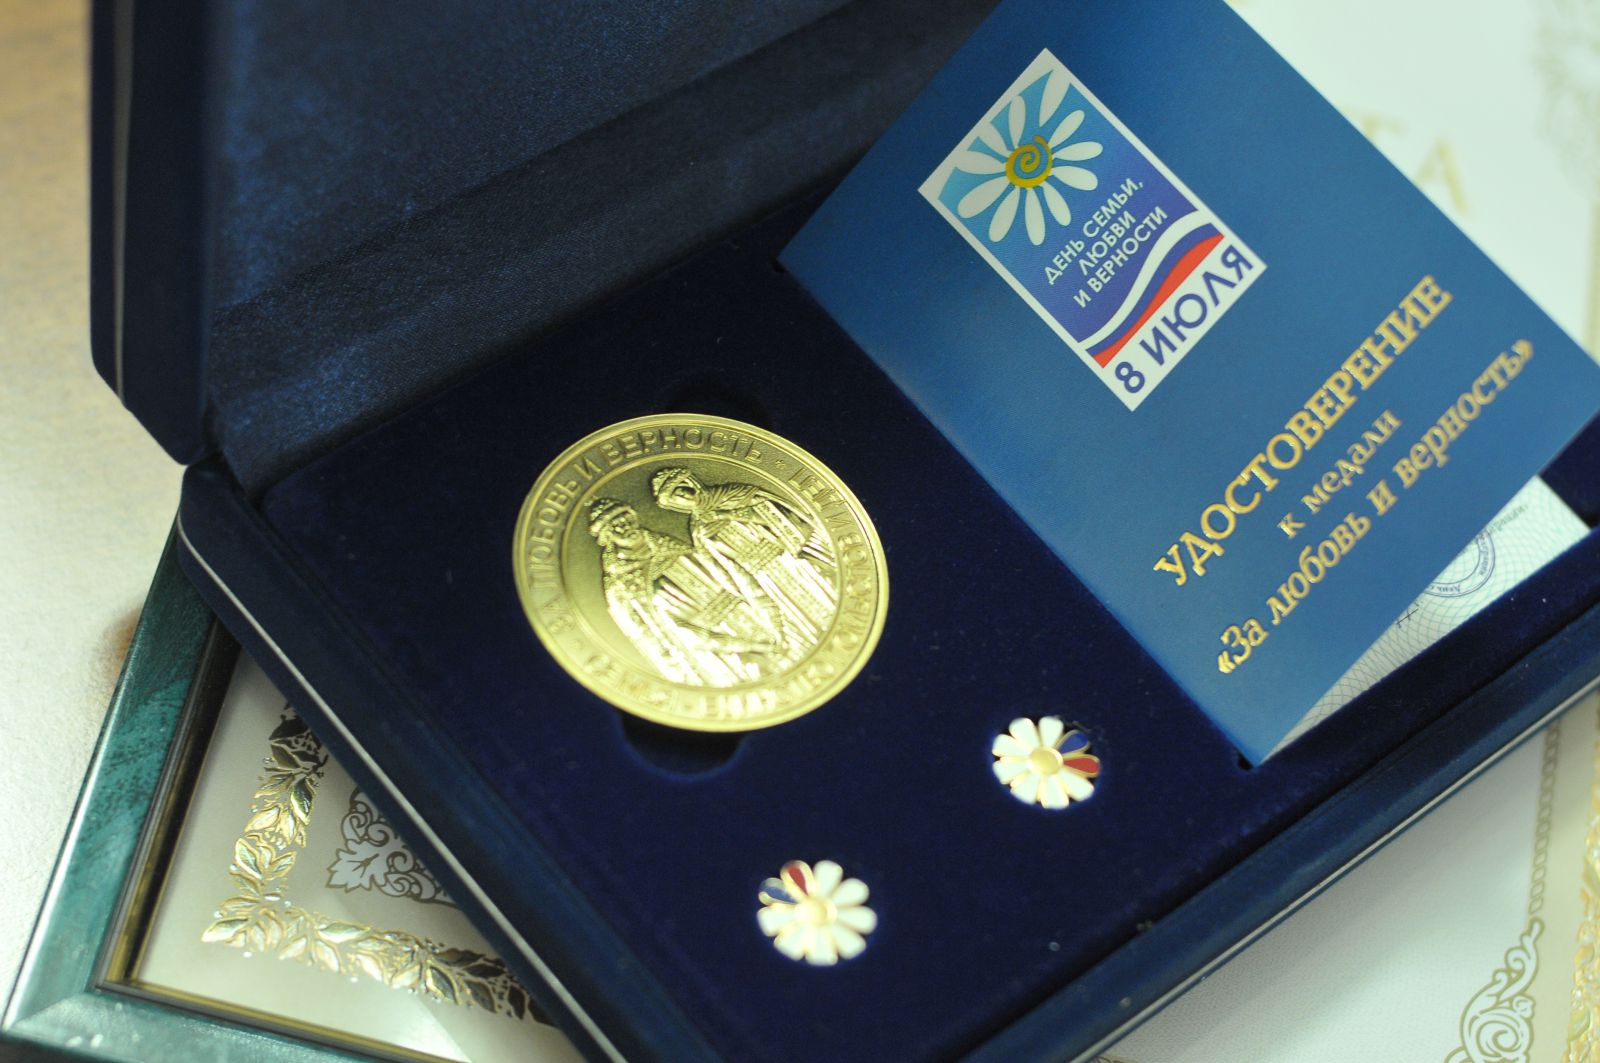 ДЕНЬ СЕМЬИ,
ЛЮБВИ
И ВЕРНОСТИ
8 ИЮЛЯ
УДОСТОВЕРЕНИЕ
к медали
«За любовь и верность»
ЗА ЛЮБОВЬ И ВЕРНОСТЬ